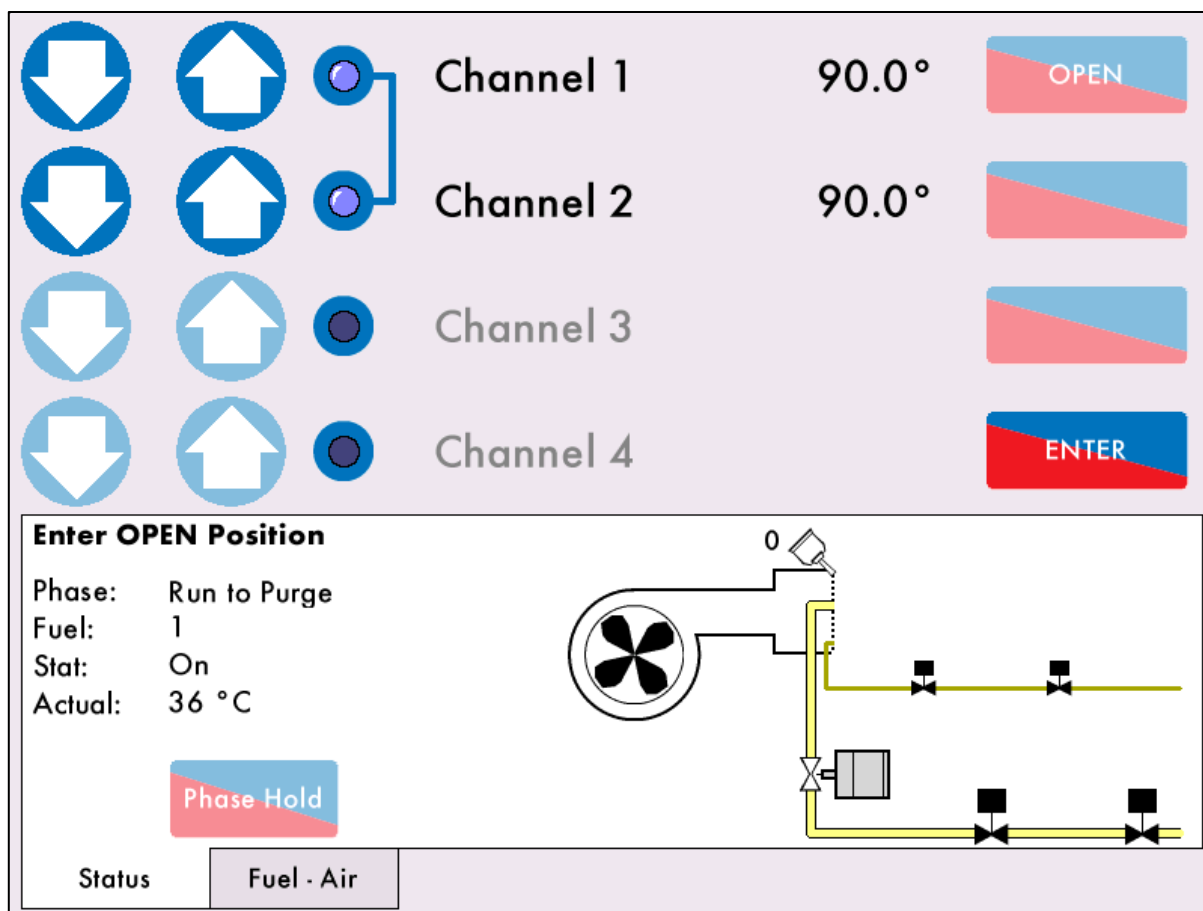 Channel 1 90.0° OPEN
Channel 2 90.0°
Channel 3
Channel 4 ENTER
Enter OPEN Position
0
Phase: Run to Purge
Fuel: 1
Stat: On
Actual: 36 °C
Phase Hold
Status Fuel - Air